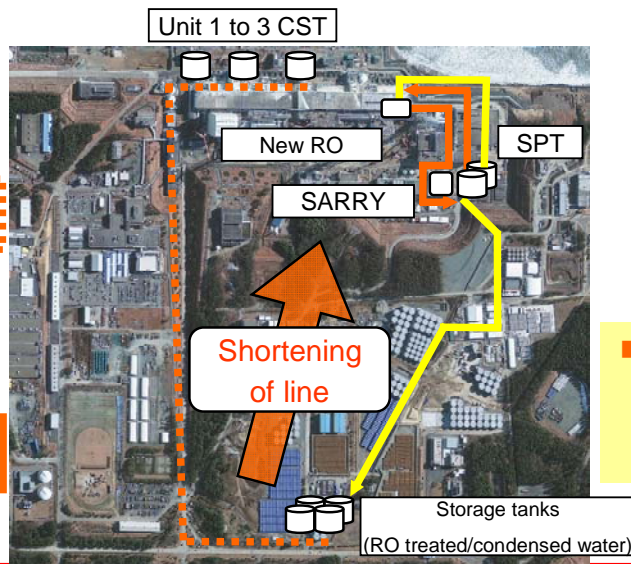 Unit 1 to 3 CST
New RO
SPT
SARRY
Shortening
of line
Storage tanks
(RO treated/condensed water)